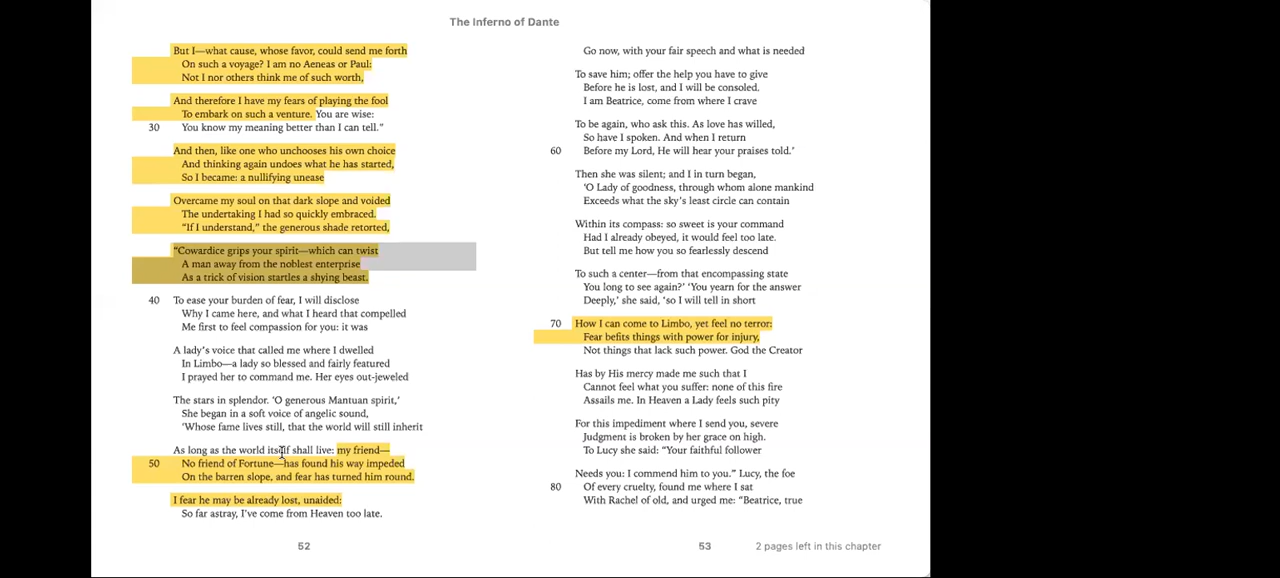 The Inferno of Dante
But I—what cause, whose favor, could send me forth
On such a voyage? I am no Aeneas or Paul:
Not I nor others think me of such worth,
And therefore I have my fears of playing the fool
To embark on such a venture. You are wise:
30 You know my meaning better than I can tell.”
And then, like one who unchooses his own choice
And thinking again undoes what he has started,
So I became: a nullifying unease
Overcame my soul on that dark slope and voided
The undertaking I had so quickly embraced.
“If I understand,” the generous shade retorted,
“Cowardice grips your spirit—which can twist
A man away from the noblest enterprise
As a trick of vision startles a shying beast.
40 To ease your burden of fear, I will disclose
Why I came here, and what I heard that compelled
Me first to feel compassion for you: it was
A lady’s voice that called me where I dwelled
In Limbo—a lady so blessed and fairly featured
I prayed her to command me. Her eyes out-jeweled
The stars in splendor. ‘O generous Mantuan spirit,’
She began in a soft voice of angelic sound,
‘Whose fame lives still, that the world will still inherit
As long as the world itself shall live: my friend—
50 No friend of Fortune—has found his way impeded
On the barren slope, and fear has turned him round.
I fear he may be already lost, unaided:
So far astray, I’ve come from Heaven too late.
52
Go now, with your fair speech and what is needed
To save him; offer the help you have to give
Before he is lost, and I will be consoled.
I am Beatrice, come from where I crave
To be again, who ask this. As love has willed,
So have I spoken. And when I return
60 Before my Lord, He will hear your praises told.’
Then she was silent; and I in turn began,
‘O Lady of goodness, through whom alone mankind
Exceeds what the sky’s least circle can contain
Within its compass: so sweet is your command
Had I already obeyed, it would feel too late.
But tell me how you so fearlessly descend
To such a center—from that encompassing state
You long to see again?’ ‘You yearn for the answer
Deeply,’ she said, ‘so I will tell in short
70 How I can come to Limbo, yet feel no terror:
Fear befits things with power for injury,
Not things that lack such power. God the Creator
Has by His mercy made me such that I
Cannot feel what you suffer: none of this fire
Assails me. In Heaven a Lady feels such pity
For this impediment where I send you, severe
Judgment is broken by her grace on high.
To Lucy she said: “Your faithful follower
Needs you: I commend him to you.” Lucy, the foe
80 Of every cruelty, found me where I sat
With Rachel of old, and urged me: “Beatrice, true
53
2 pages left in this chapter